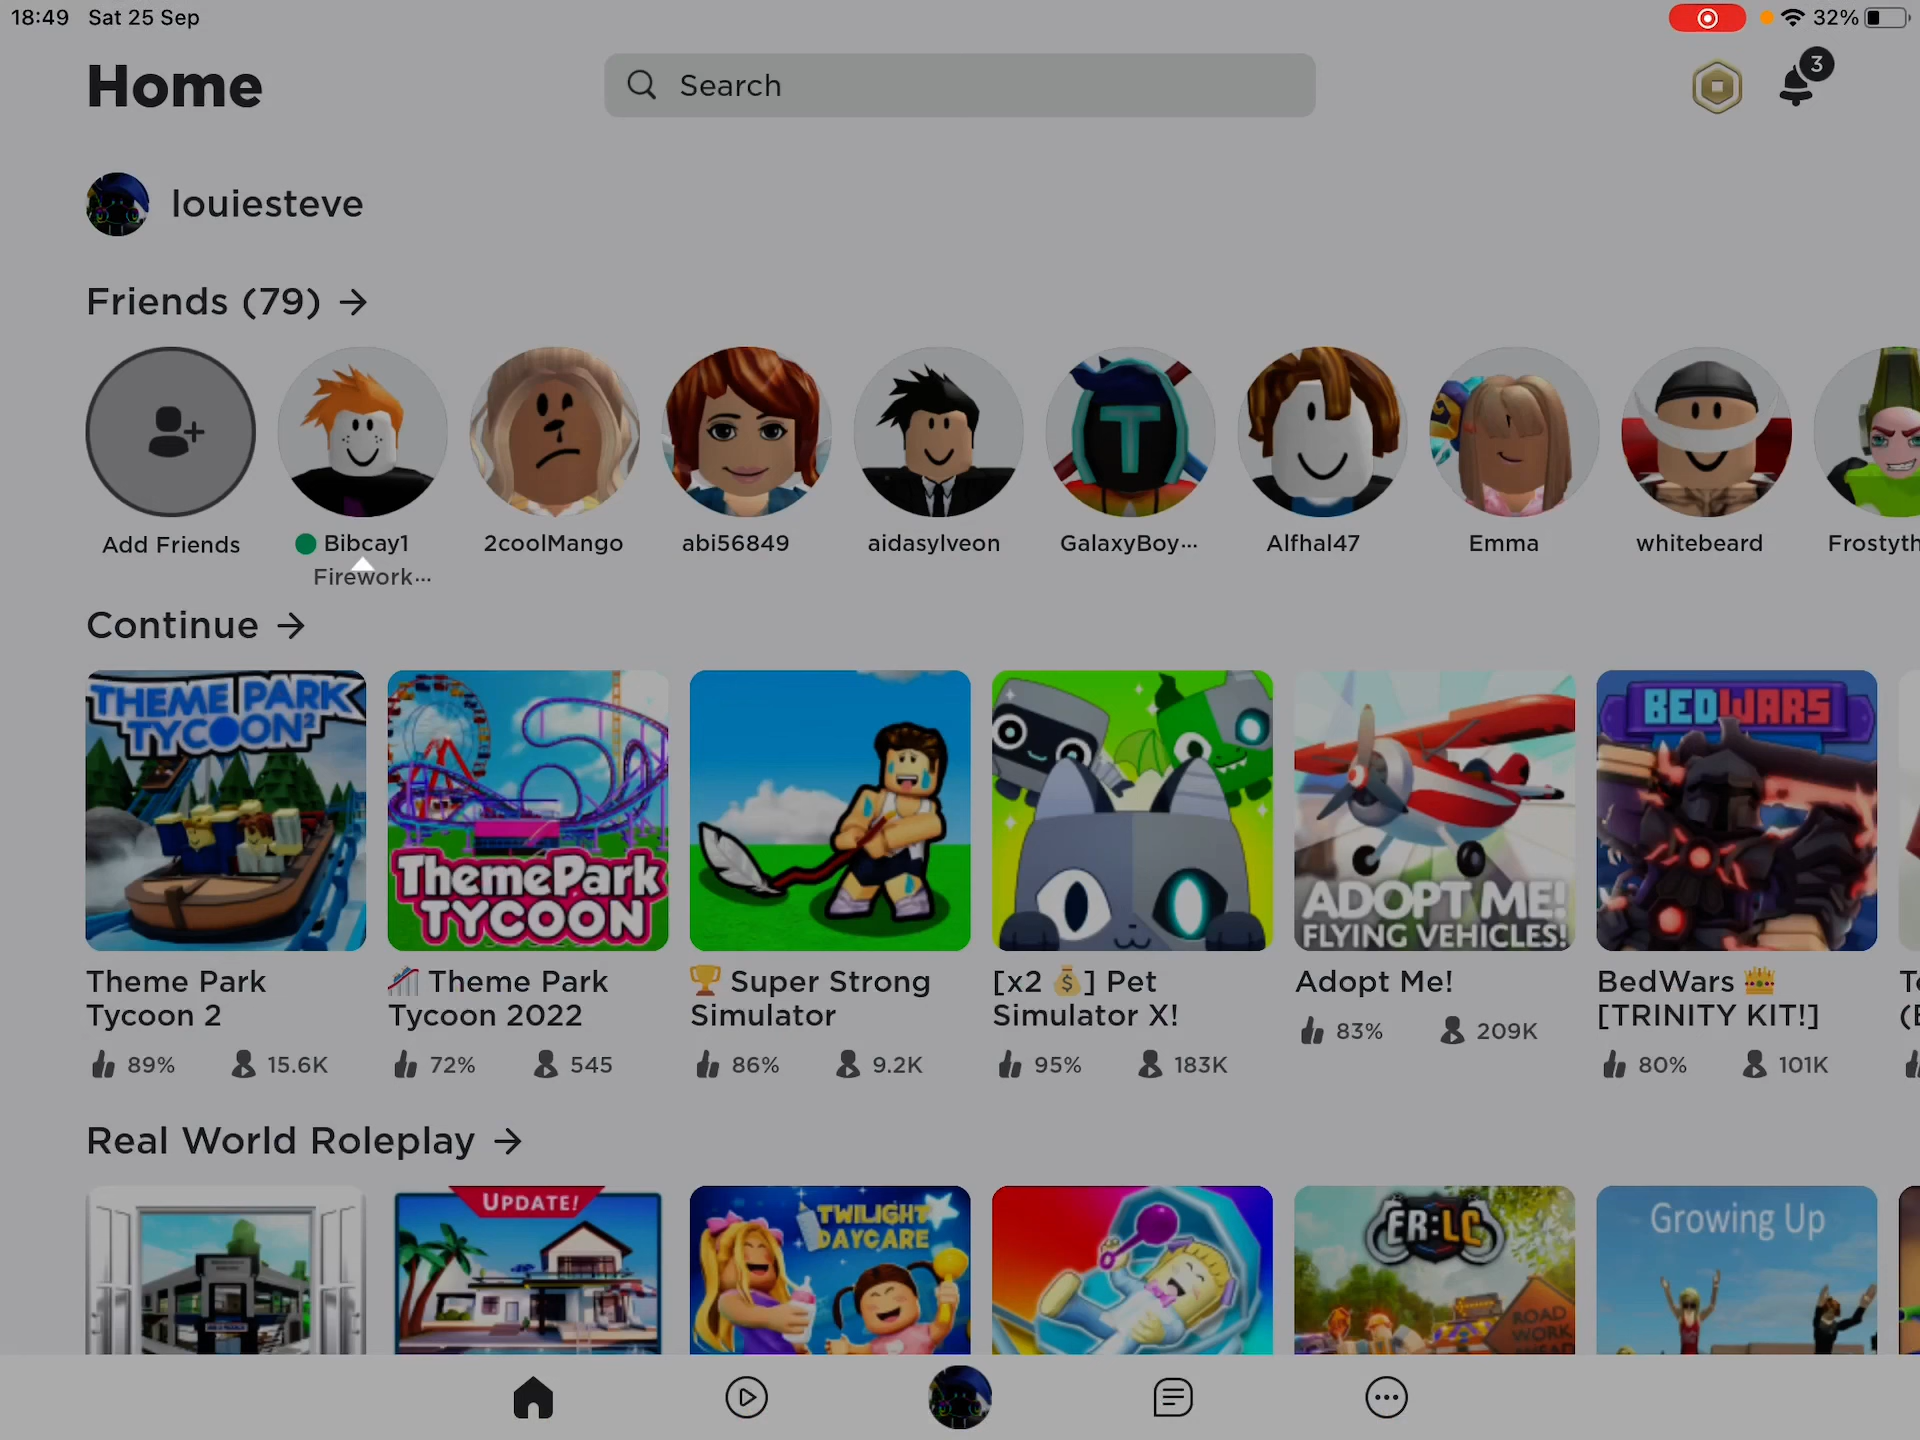 18:49 Sat 25 Sep
32%
Home
Search
3
louiesteve
Friends (79)
Add Friends
Bibcay1
2coolMango
abi56849
aidasylveon
GalaxyBoy...
Alfhal47
Emma
whitebeard
Frostyth
Firework...
Continue
THEME PARK
TYCOON 2
ThemePark
TYCOON
ADOPT ME!
FLYING VEHICLES!
BEDWARS
Theme Park
Tycoon 2
89% 15.6K
Theme Park
Tycoon 2022
72% 545
Super Strong
Simulator
86% 9.2K
[x2 💰] Pet
Simulator X!
95% 183K
Adopt Me!
83% 209K
BedWars 👑
[TRINITY KIT!]
80% 101K
Real World Roleplay
UPDATE!
TWILIGHT
DAYCARE
ER:LC
ROAD
WORK
AHEAD
Growing Up